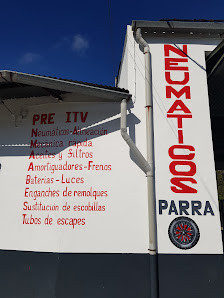 PRE ITV
Neumáticos-Alineación
Mecánica rápida
Aceites y Filtros
Amortiguadores-Frenos
Baterias-Luces
Enganches de remolques
Sustitución de escobillas
Tubos de escapes
NEUMATICOS
PARRA